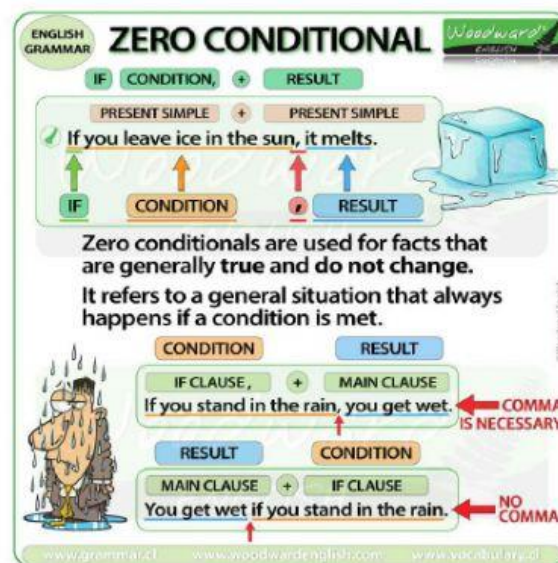 ENGLISH
GRAMMAR
ZERO CONDITIONAL
Woodward
ENGLISH
IF CONDITION, + RESULT
PRESENT SIMPLE + PRESENT SIMPLE
If you leave ice in the sun, it melts.
IF CONDITION , RESULT
Zero conditionals are used for facts that
are generally true and do not change.
It refers to a general situation that always
happens if a condition is met.
CONDITION RESULT
IF CLAUSE, + MAIN CLAUSE
If you stand in the rain, you get wet.
COMMA
IS NECESSARY
RESULT CONDITION
MAIN CLAUSE + IF CLAUSE
You get wet if you stand in the rain.
NO
COMMA
www.grammar.cl www.woodwardenglish.com www.vocabulary.cl